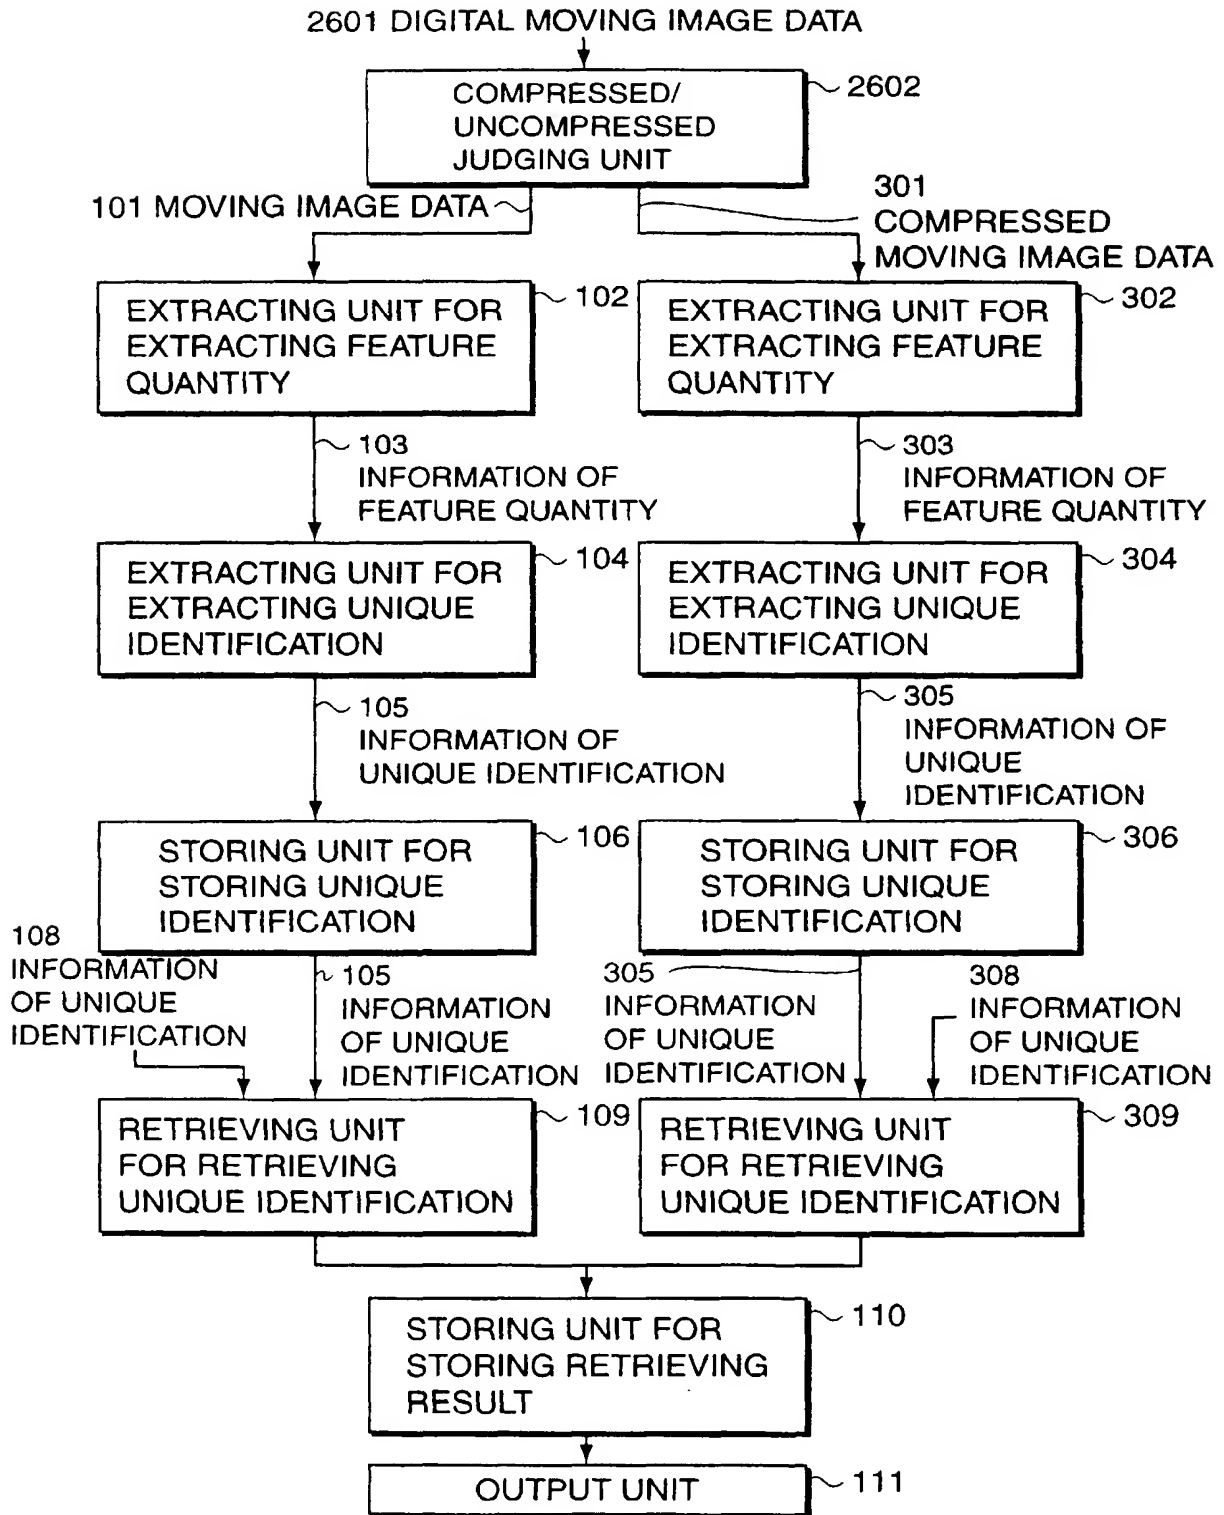 2601 DIGITAL MOVING IMAGE DATA
COMPRESSED/
UNCOMPRESSED
JUDGING UNIT
2602
101 MOVING IMAGE DATA
301
COMPRESSED
MOVING IMAGE DATA
EXTRACTING UNIT FOR
EXTRACTING FEATURE
QUANTITY
102
EXTRACTING UNIT FOR
EXTRACTING FEATURE
QUANTITY
302
103
INFORMATION OF
FEATURE QUANTITY
303
INFORMATION OF
FEATURE QUANTITY
EXTRACTING UNIT FOR
EXTRACTING UNIQUE
IDENTIFICATION
104
EXTRACTING UNIT FOR
EXTRACTING UNIQUE
IDENTIFICATION
304
105
INFORMATION OF
UNIQUE IDENTIFICATION
305
INFORMATION OF
UNIQUE
IDENTIFICATION
STORING UNIT FOR
STORING UNIQUE
IDENTIFICATION
106
STORING UNIT FOR
STORING UNIQUE
IDENTIFICATION
306
108
INFORMATION
OF UNIQUE
IDENTIFICATION
105
INFORMATION
OF UNIQUE
IDENTIFICATION
305
INFORMATION
OF UNIQUE
IDENTIFICATION
308
INFORMATION
OF UNIQUE
IDENTIFICATION
RETRIEVING UNIT
FOR RETRIEVING
UNIQUE IDENTIFICATION
109
RETRIEVING UNIT
FOR RETRIEVING
UNIQUE IDENTIFICATION
309
STORING UNIT FOR
STORING RETRIEVING
RESULT
110
OUTPUT UNIT
111